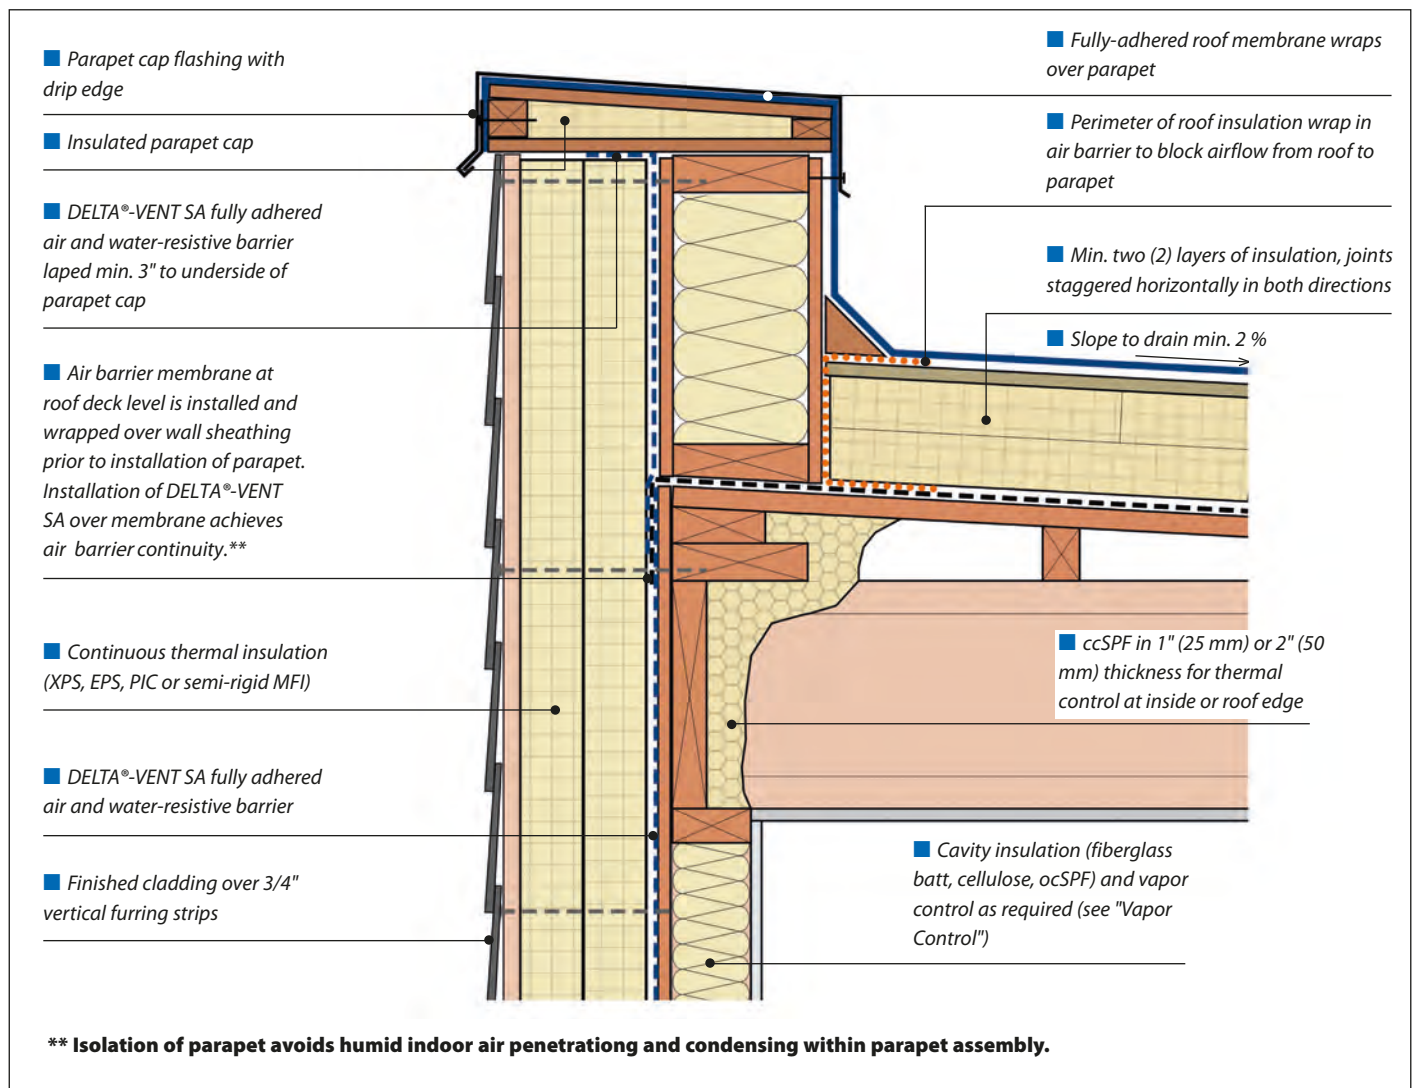 Parapet cap flashing with
drip edge
Insulated parapet cap
DELTA®-VENT SA fully adhered
air and water-resistive barrier
laped min. 3" to underside of
parapet cap
Air barrier membrane at
roof deck level is installed and
wrapped over wall sheathing
prior to installation of parapet.
Installation of DELTA®-VENT
SA over membrane achieves
air barrier continuity.**
Continuous thermal insulation
(XPS, EPS, PIC or semi-rigid MFI)
DELTA®-VENT SA fully adhered
air and water-resistive barrier
Finished cladding over 3/4"
vertical furring strips
Fully-adhered roof membrane wraps
over parapet
Perimeter of roof insulation wrap in
air barrier to block airflow from roof to
parapet
Min. two (2) layers of insulation, joints
staggered horizontally in both directions
Slope to drain min. 2 %
ccSPF in 1" (25 mm) or 2" (50
mm) thickness for thermal
control at inside or roof edge
Cavity insulation (fiberglass
batt, cellulose, ocSPF) and vapor
control as required (see "Vapor
Control")
** Isolation of parapet avoids humid indoor air penetrationg and condensing within parapet assembly.